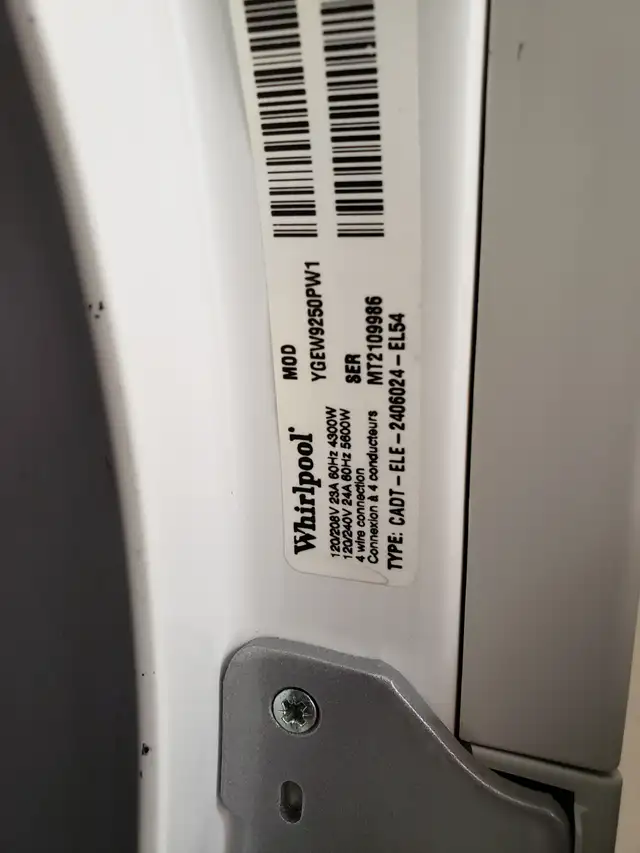 Whirlpool
MOD
YGEW9250PW1
120/208V 23A 60Hz 4300W
120/240V 24A 60Hz 5600W
SER
MT2109986
4 wire connection
Connexion à 4 conducteurs
TYPE: CADT-ELE-2406024-EL54